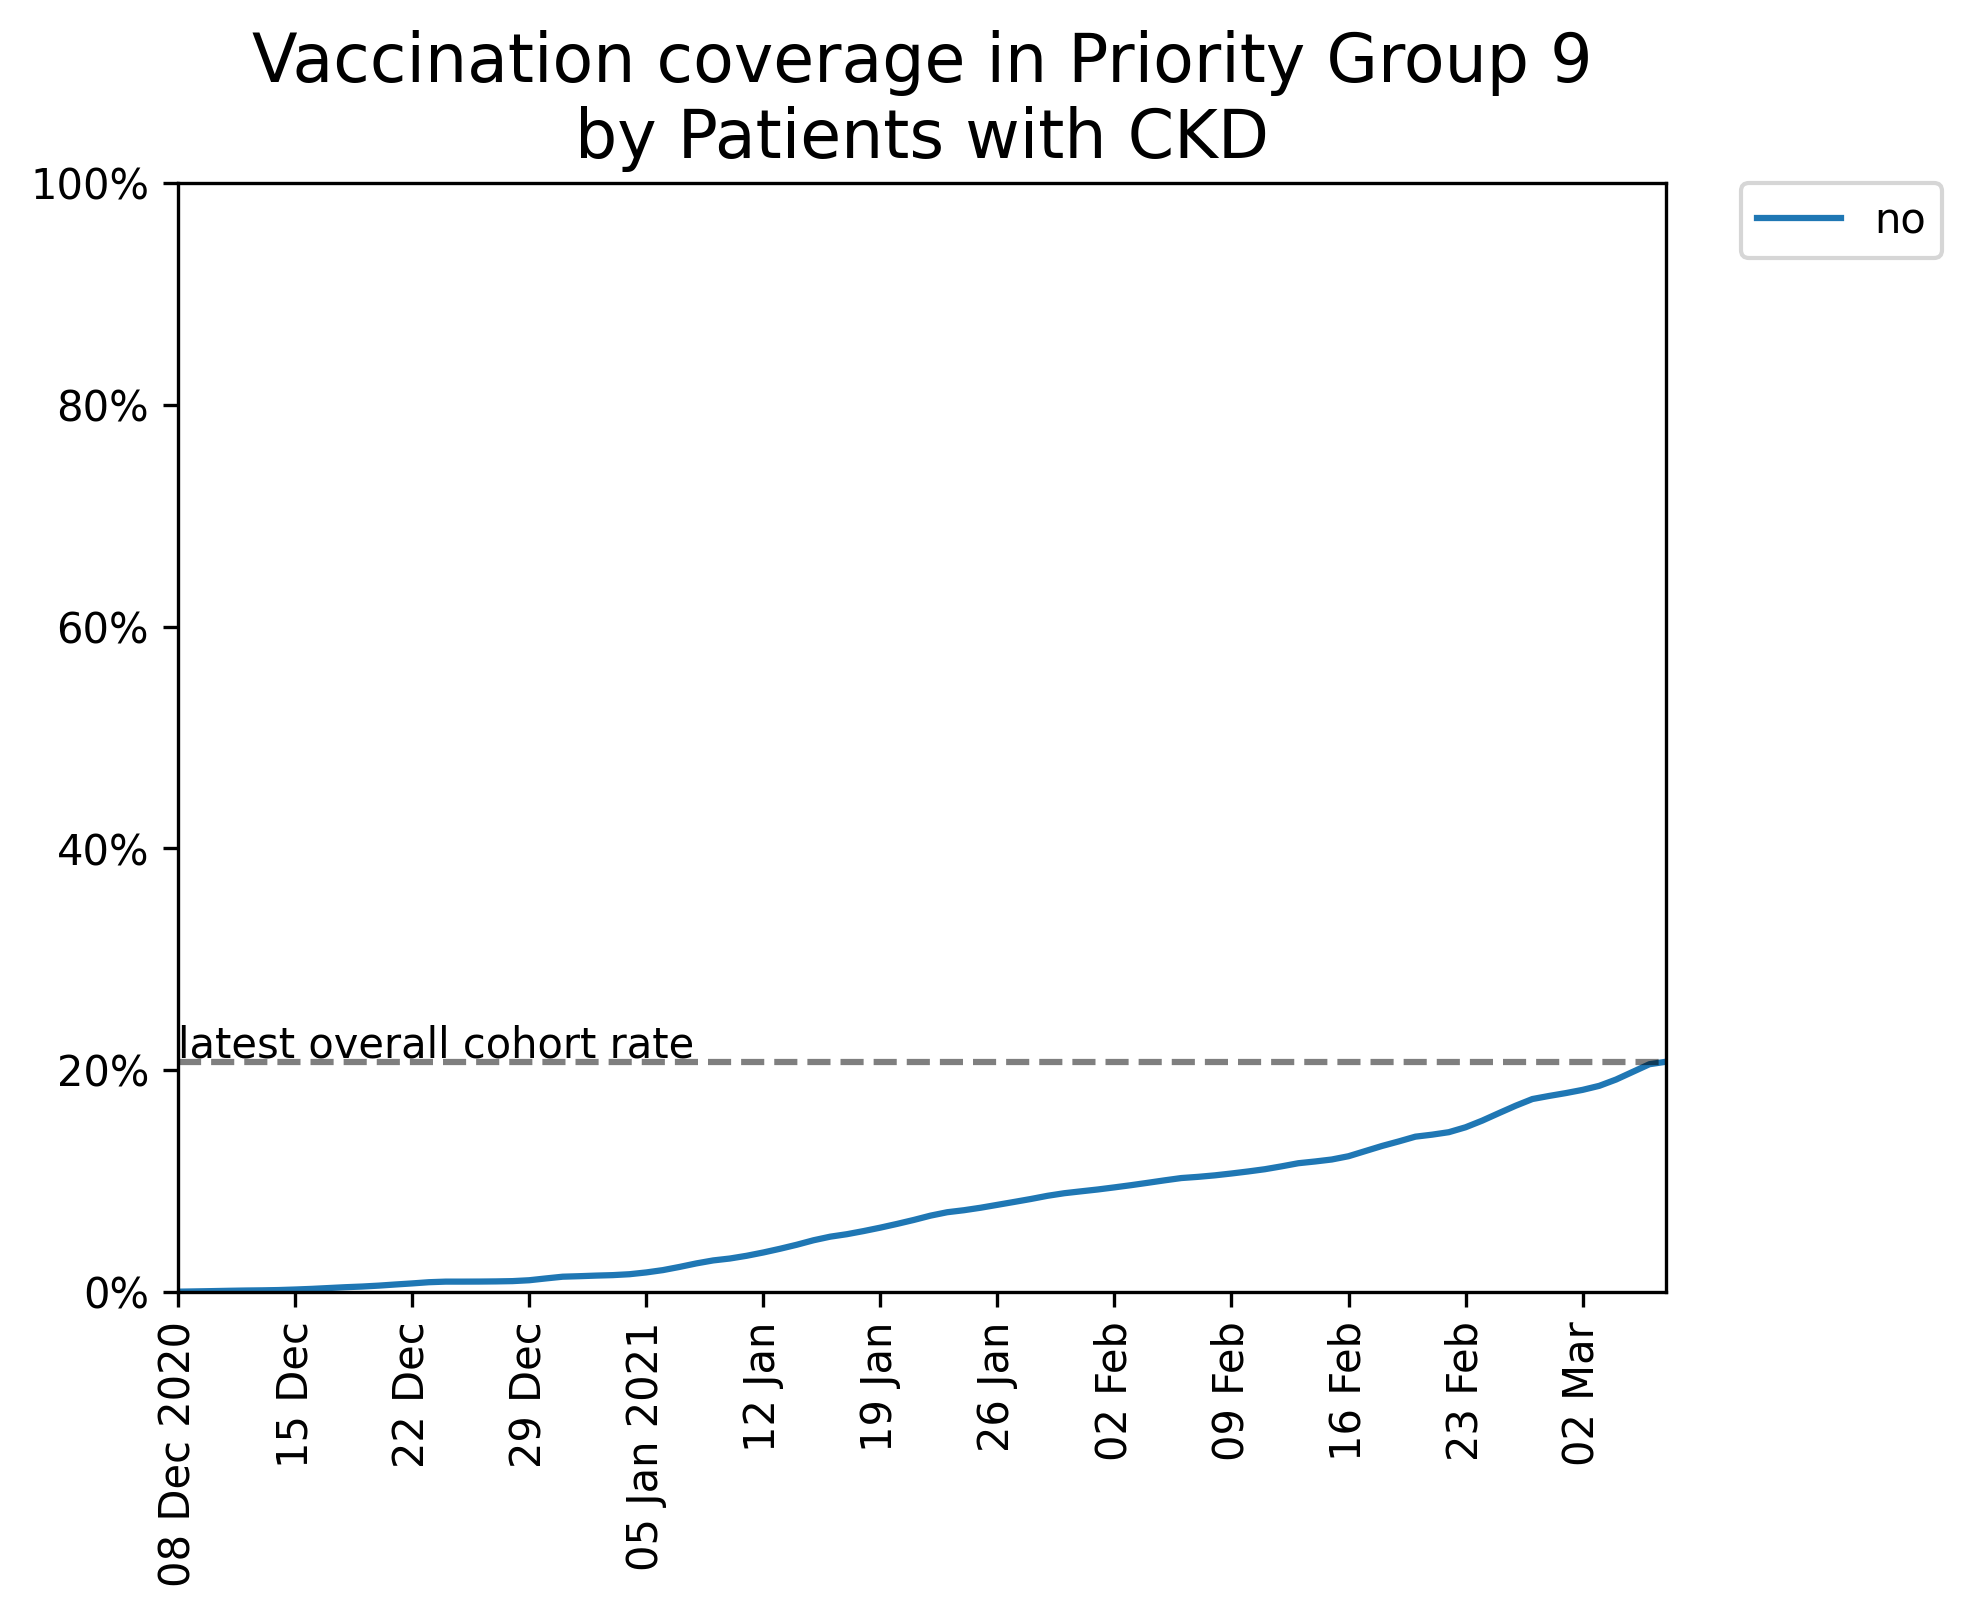 Vaccination coverage in Priority Group 9
by Patients with CKD
100%
80%
60%
40%
20%
0%
no
latest overall cohort rate
08 Dec 2020
15 Dec
22 Dec
29 Dec
05 Jan 2021
12 Jan
19 Jan
26 Jan
02 Feb
09 Feb
16 Feb
23 Feb
02 Mar